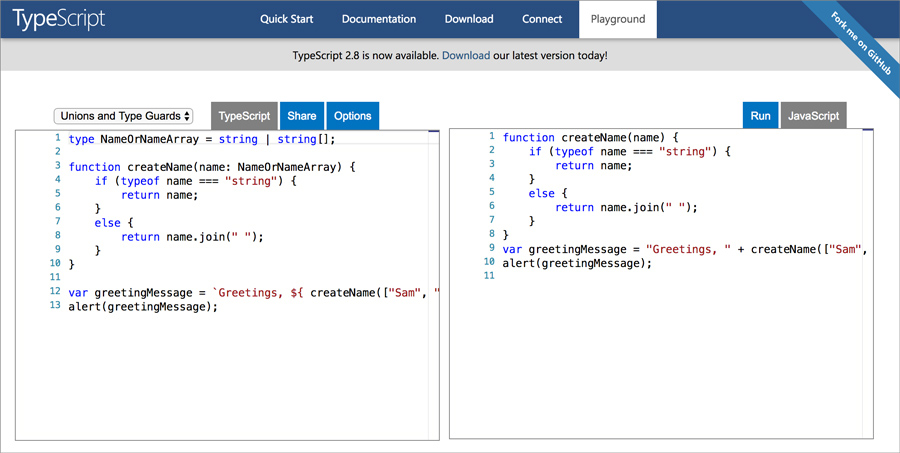 TypeScript
Quick Start
Documentation
Download
Connect
Playground
Fork me on GitHub
TypeScript 2.8 is now available. Download our latest version today!
Unions and Type Guards
TypeScript
Share
Options
Run
JavaScript
1 type NameOrNameArray = string | string[];
2
3 function createName(name: NameOrNameArray) {
4     if (typeof name === "string") {
5         return name;
6     }
7     else {
8         return name.join(" ");
9     }
10 }
11
12 var greetingMessage = `Greetings, ${ createName(["Sam", "
13 alert(greetingMessage);
1 function createName(name) {
2     if (typeof name === "string") {
3         return name;
4     }
5     else {
6         return name.join(" ");
7     }
8 }
9 var greetingMessage = "Greetings, " + createName(["Sam",
10 alert(greetingMessage);
11